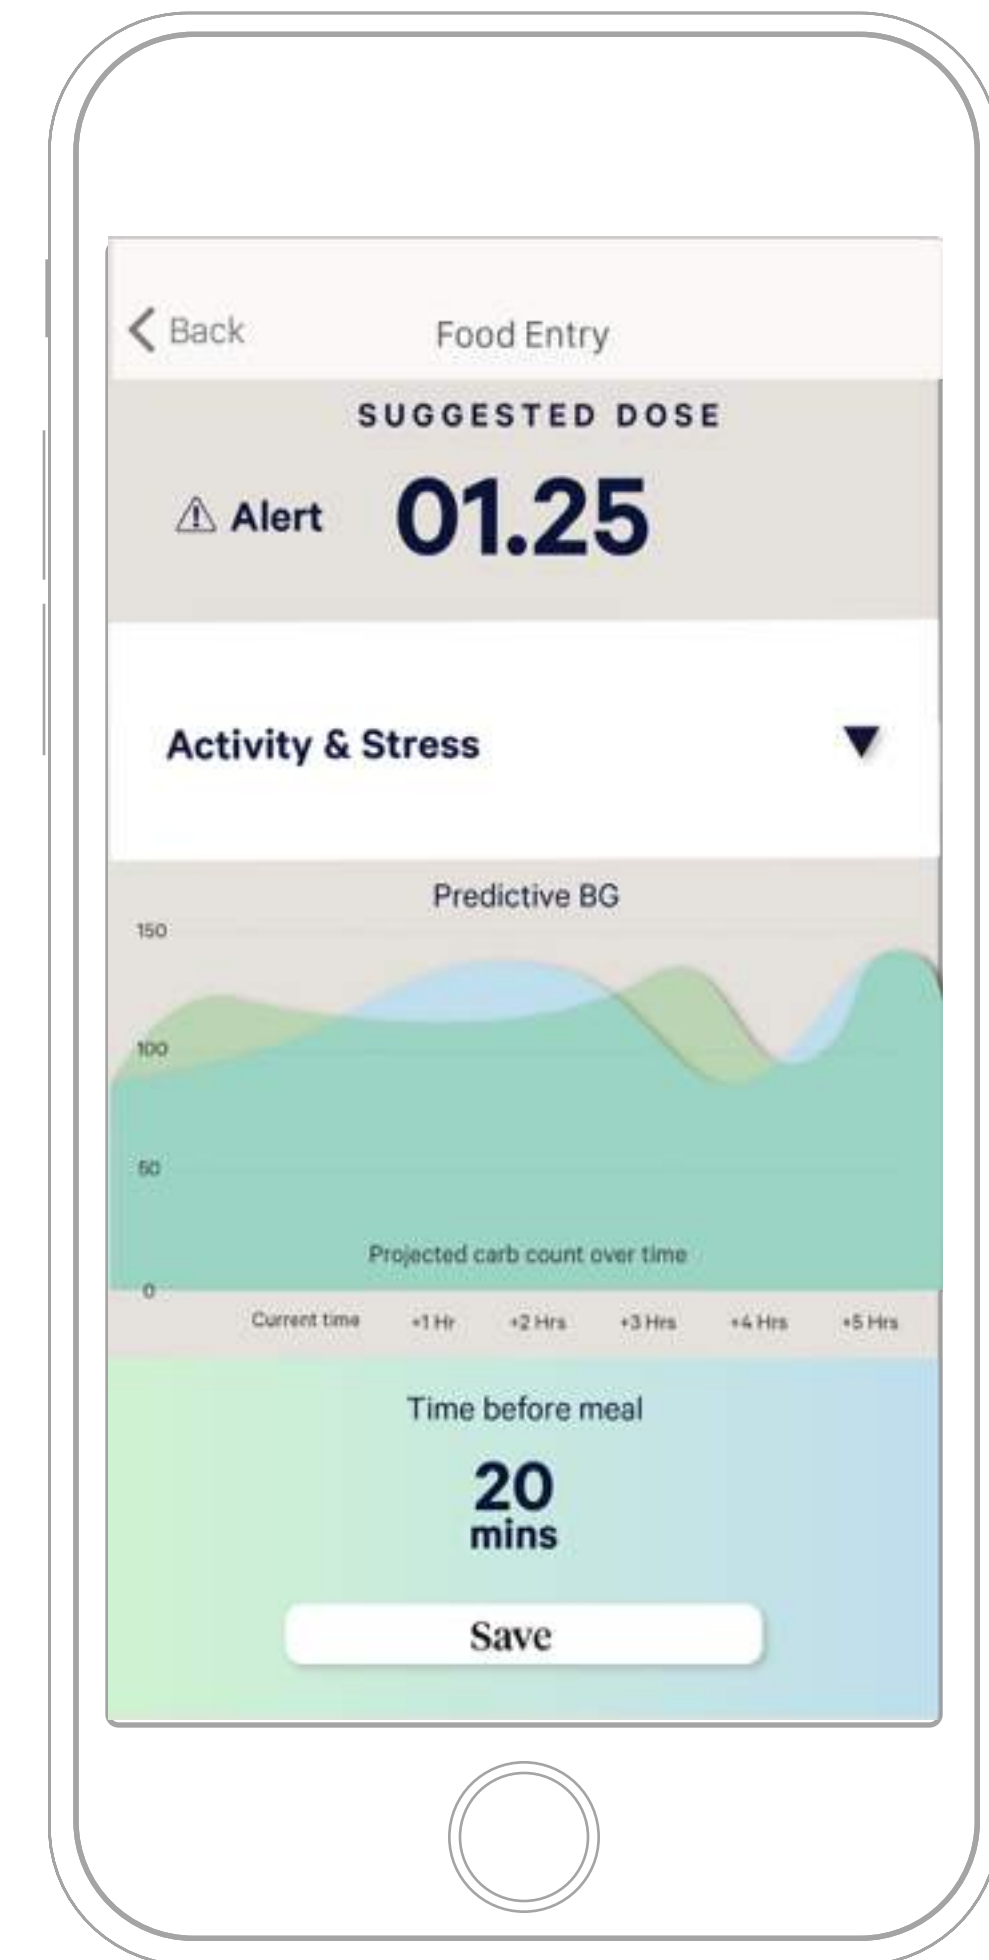 Back
Food Entry
SUGGESTED DOSE
Alert
01.25
Activity & Stress
Predictive BG
150
100
50
Projected carb count over time
0
Current time +1 Hr +2 Hrs +3 Hrs +4 Hrs +5 Hrs
Time before meal
20
mins
Save